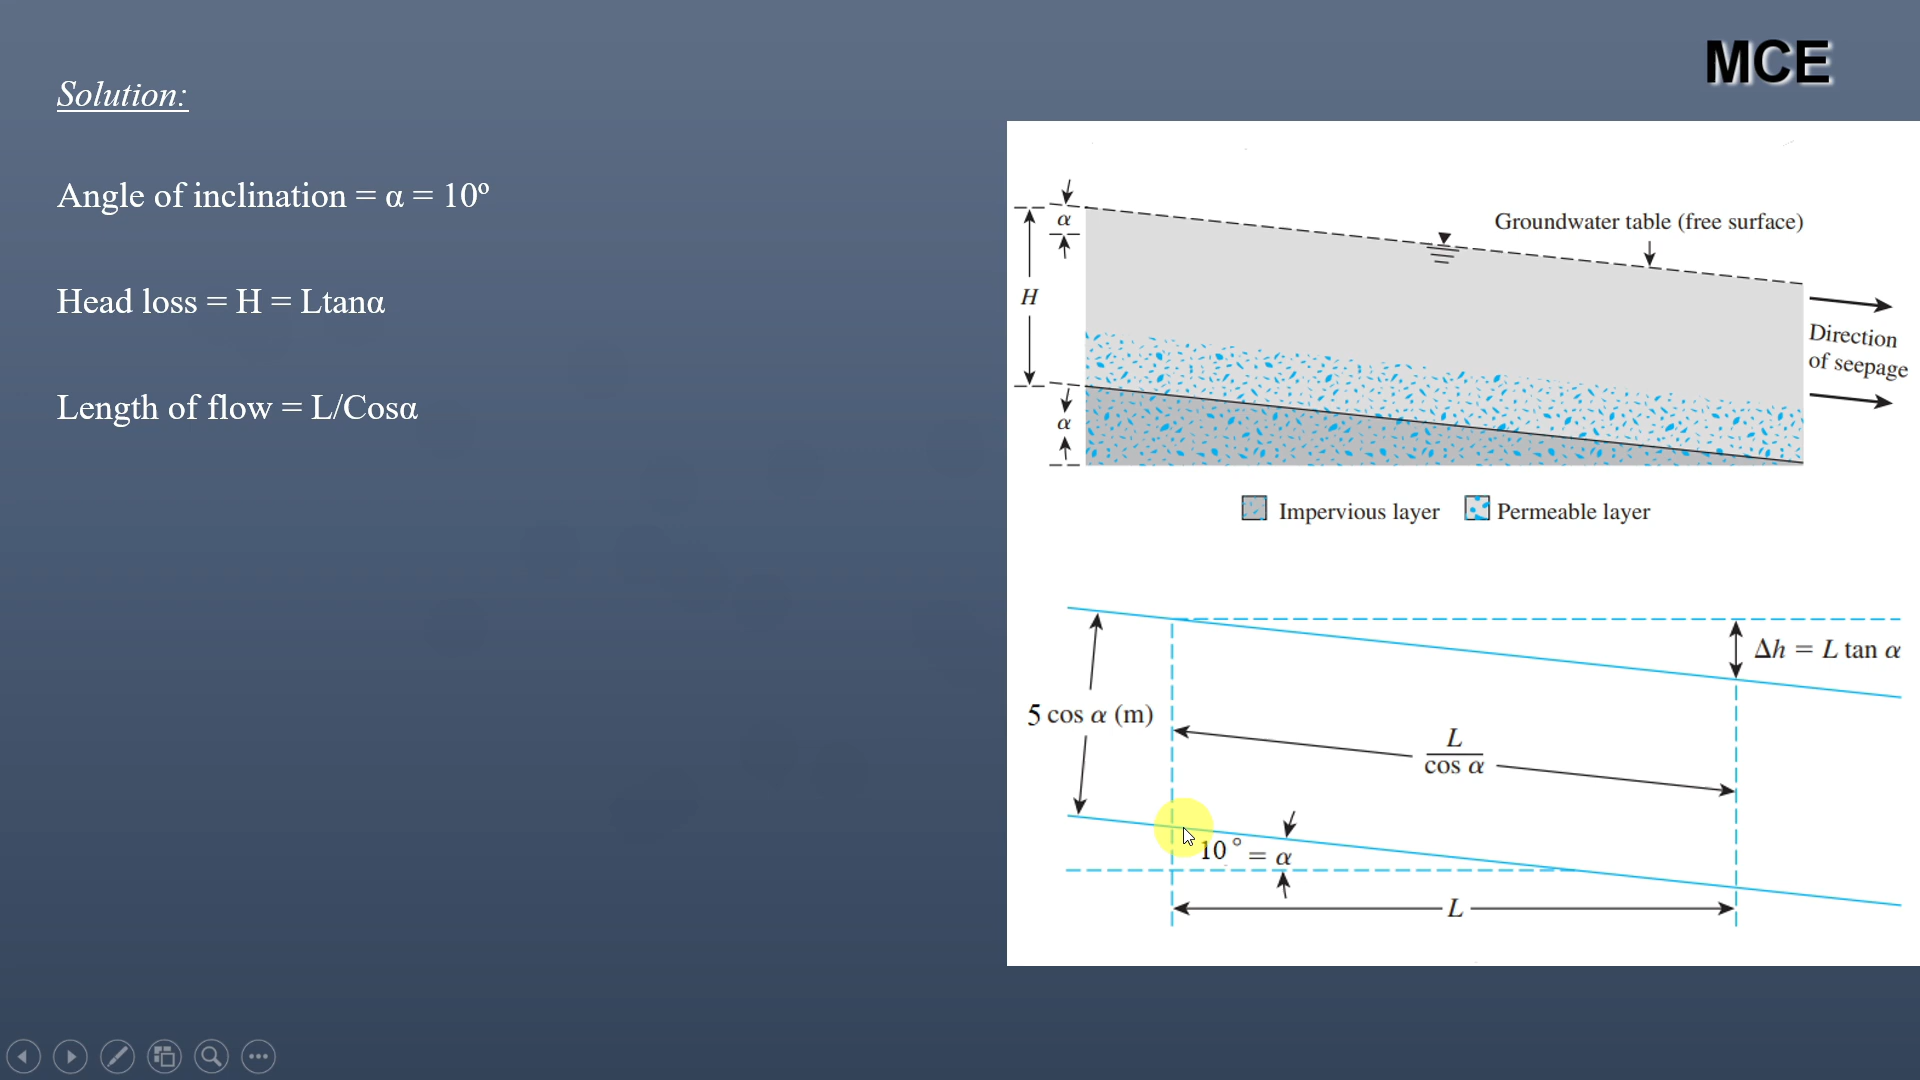 MCE
Solution:
Angle of inclination = α = 10º
Head loss = H = Ltanα
Length of flow = L/Cosα
α
Groundwater table (free surface)
H
Direction
of seepage
α
Impervious layer
Permeable layer
Δh = L tan α
5 cos α (m)
L
cos α
10° = α
L